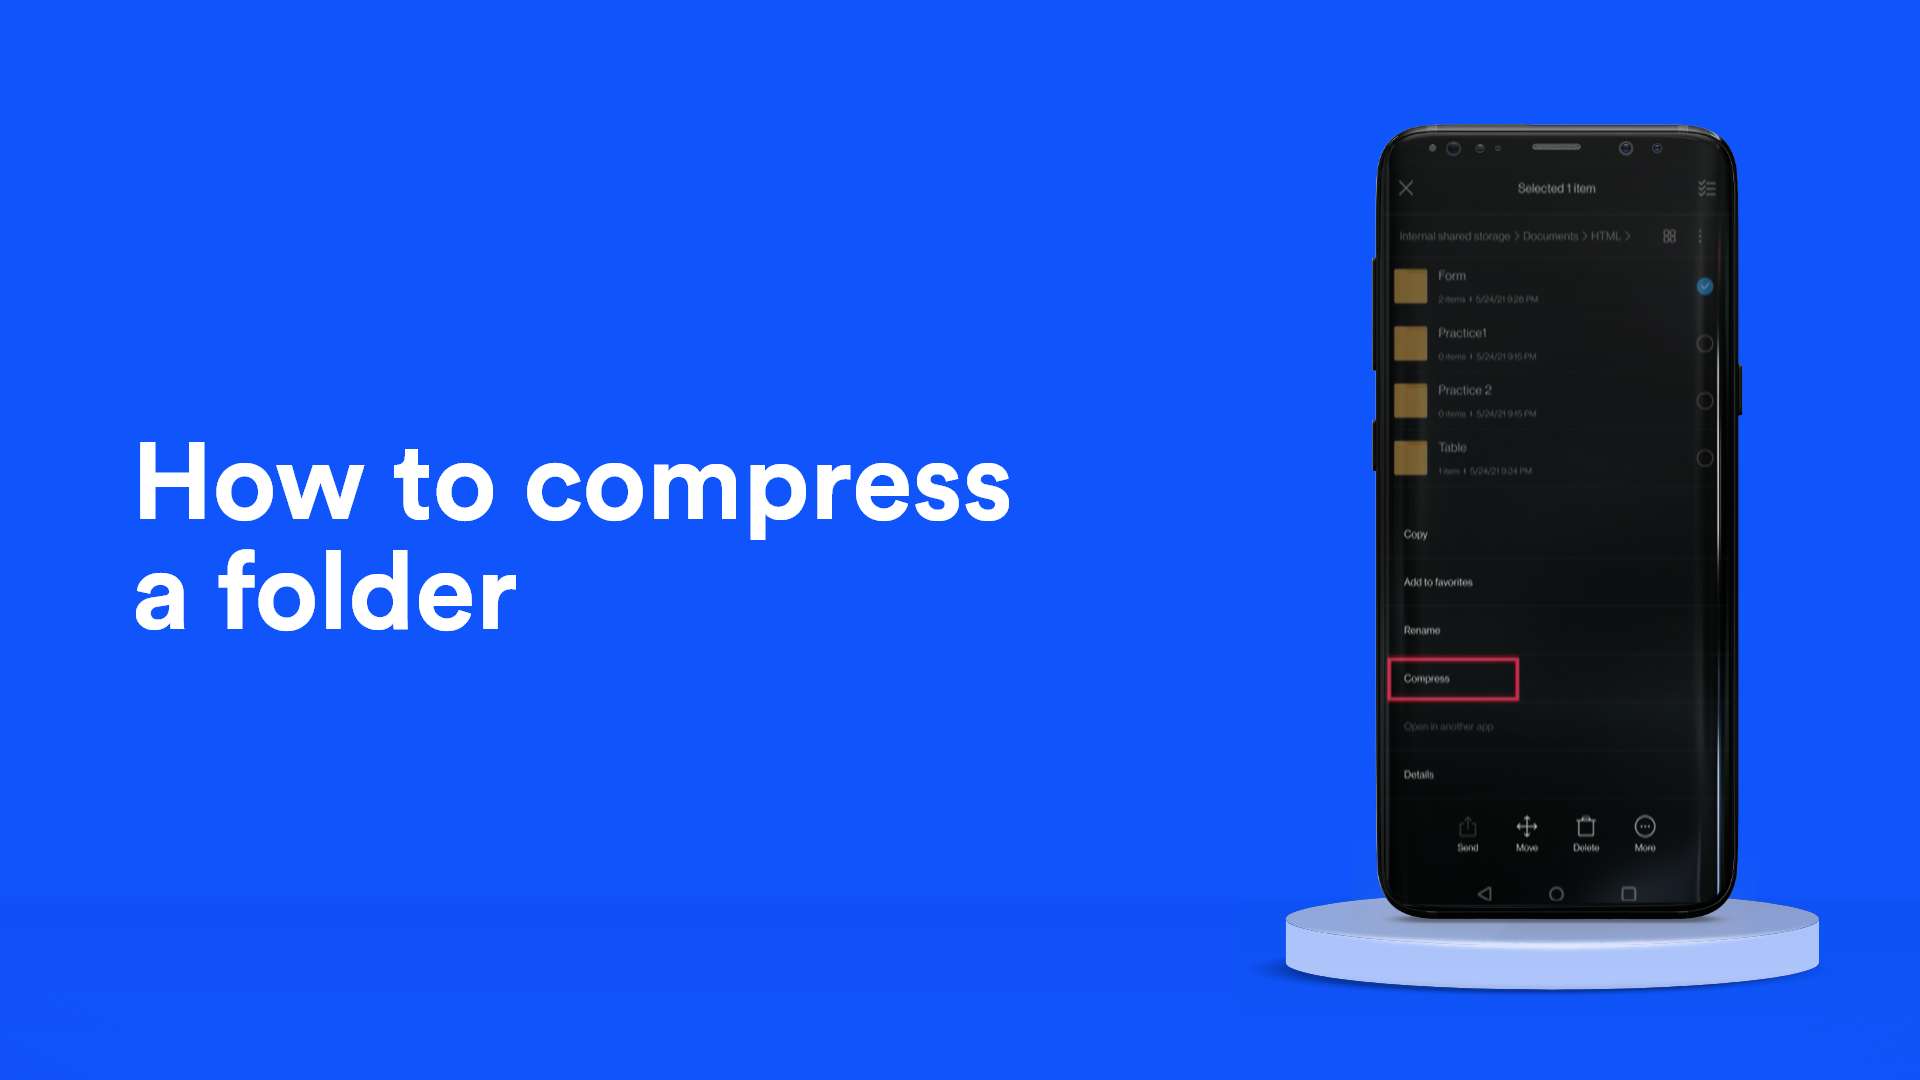 How to compress
a folder
Selected 1 item
Internal shared storage > Documents > HTML >
Form
2 items | 5/24/21 9:28 PM
Practice1
0 items | 5/24/21 9:15 PM
Practice 2
0 items | 5/24/21 9:15 PM
Table
1 item | 5/24/21 9:24 PM
Copy
Add to favorites
Rename
Compress
Open in another app
Details
Send Move Delete More